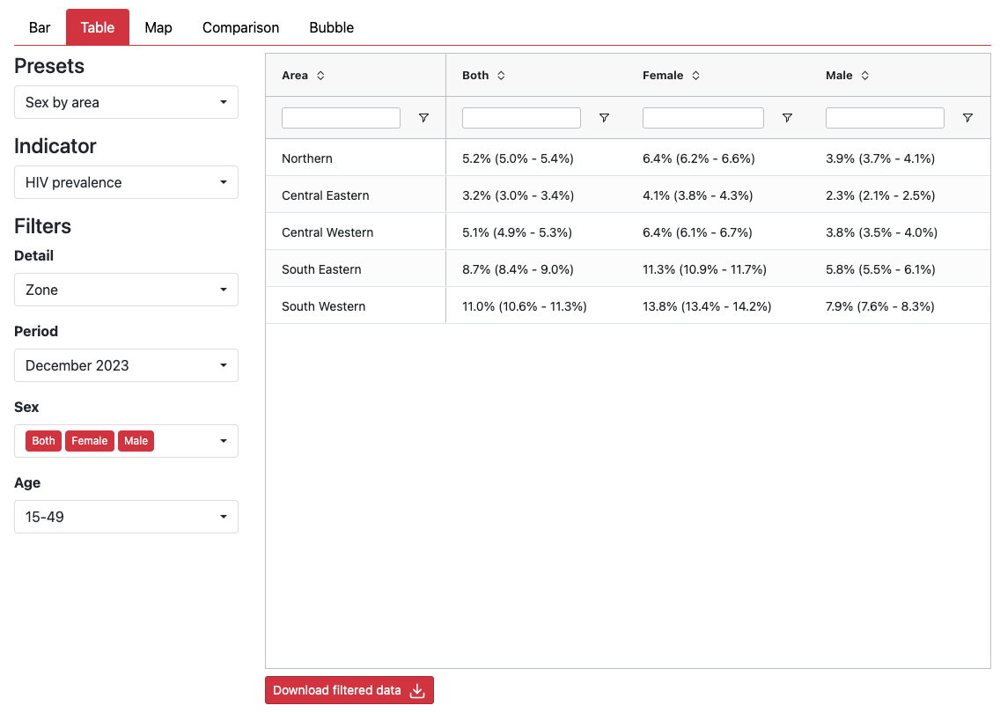 Bar Table Map Comparison Bubble
Presets
Sex by area
Indicator
HIV prevalence
Filters
Detail
Zone
Period
December 2023
Sex
Both Female Male
Age
15-49
Area Both Female Male
Northern 5.2% (5.0% - 5.4%) 6.4% (6.2% - 6.6%) 3.9% (3.7% - 4.1%)
Central Eastern 3.2% (3.0% - 3.4%) 4.1% (3.8% - 4.3%) 2.3% (2.1% - 2.5%)
Central Western 5.1% (4.9% - 5.3%) 6.4% (6.1% - 6.7%) 3.8% (3.5% - 4.0%)
South Eastern 8.7% (8.4% - 9.0%) 11.3% (10.9% - 11.7%) 5.8% (5.5% - 6.1%)
South Western 11.0% (10.6% - 11.3%) 13.8% (13.4% - 14.2%) 7.9% (7.6% - 8.3%)
Download filtered data